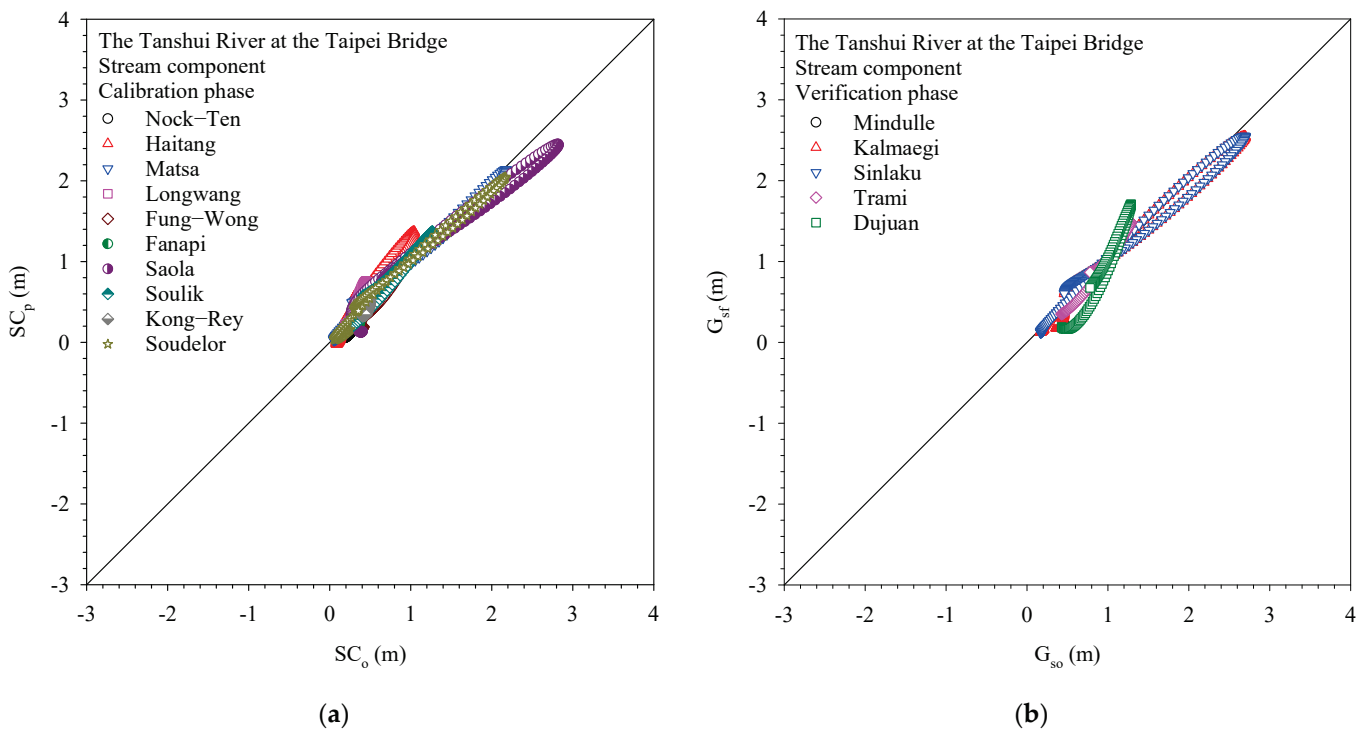 The Tanshui River at the Taipei Bridge
Stream component
Calibration phase
Nock−Ten
Haitang
Matsa
Longwang
Fung−Wong
Fanapi
Saola
Soulik
Kong−Rey
Soudelor
4
3
2
1
0
-1
-2
-3
SCp (m)
-3 -2 -1 0 1 2 3 4
SCo (m)
(a)
The Tanshui River at the Taipei Bridge
Stream component
Verification phase
Mindulle
Kalmaegi
Sinlaku
Trami
Dujuan
4
3
2
1
0
-1
-2
-3
Gsf (m)
-3 -2 -1 0 1 2 3 4
Gso (m)
(b)